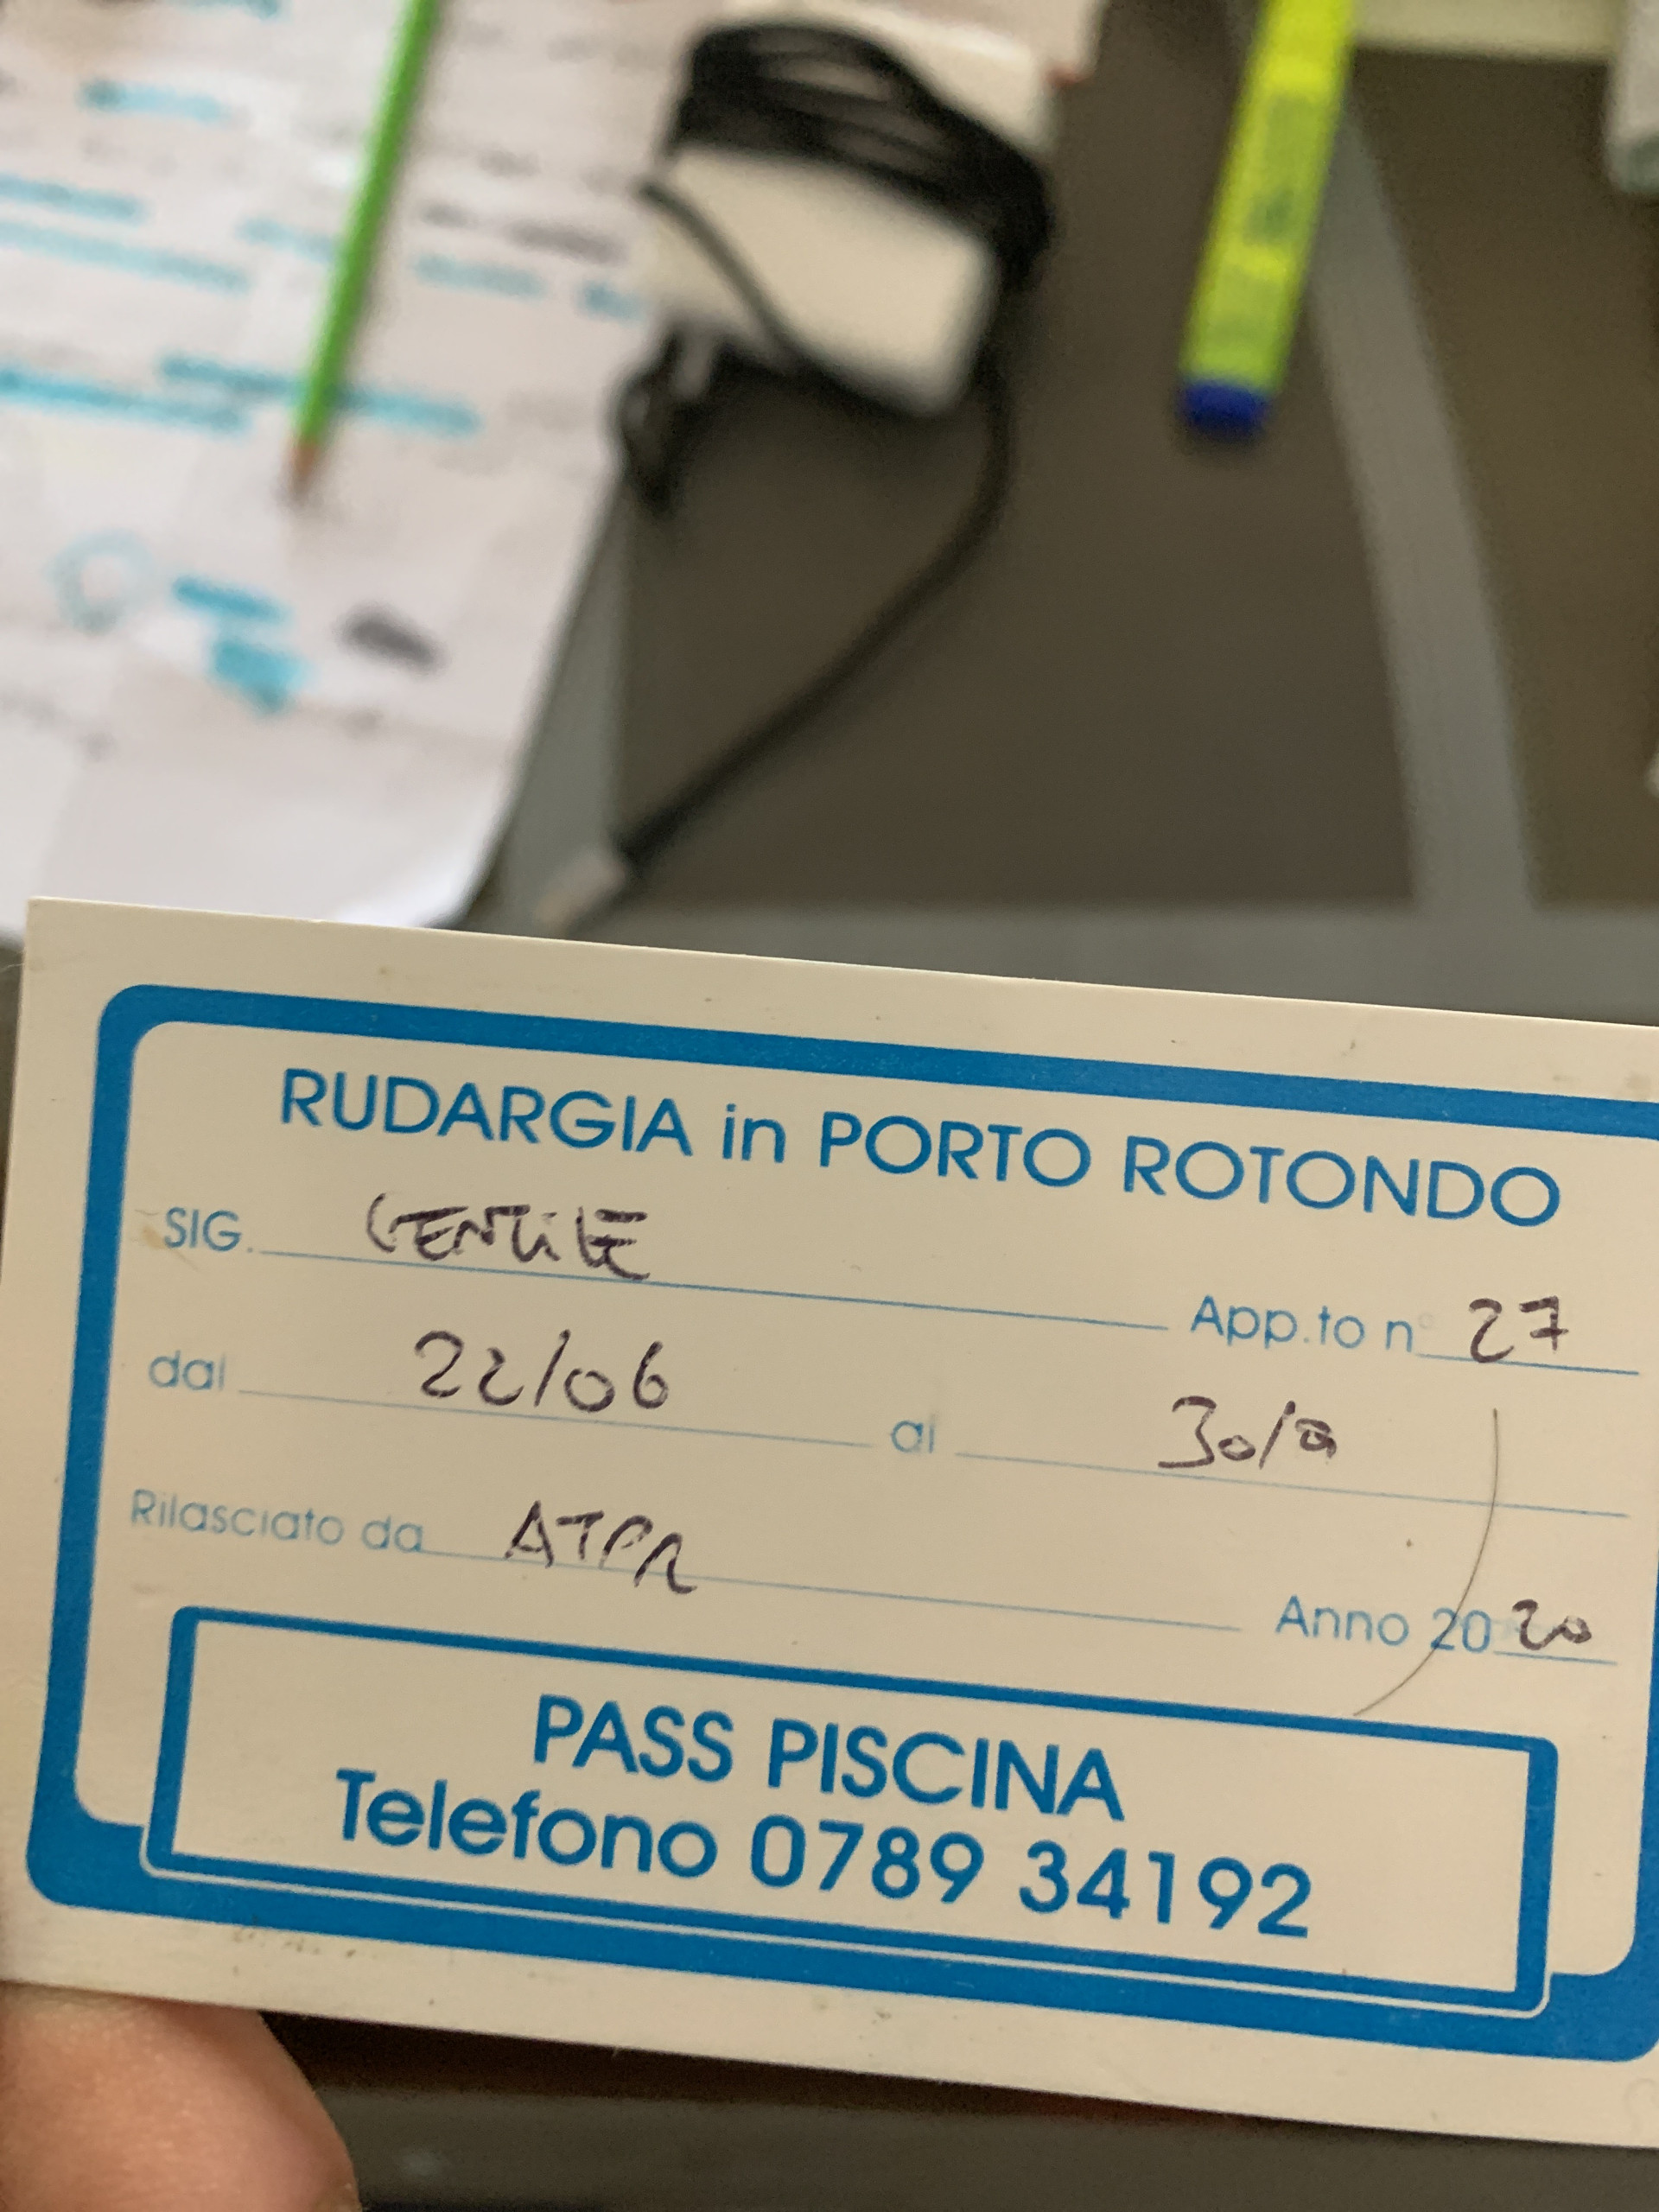 RUDARGIA in PORTO ROTONDO
SIG. GENTILE
App.to n° 27
dal 22/06 al 30/9
Rilasciato da ATPR
Anno 2020
PASS PISCINA
Telefono 0789 34192